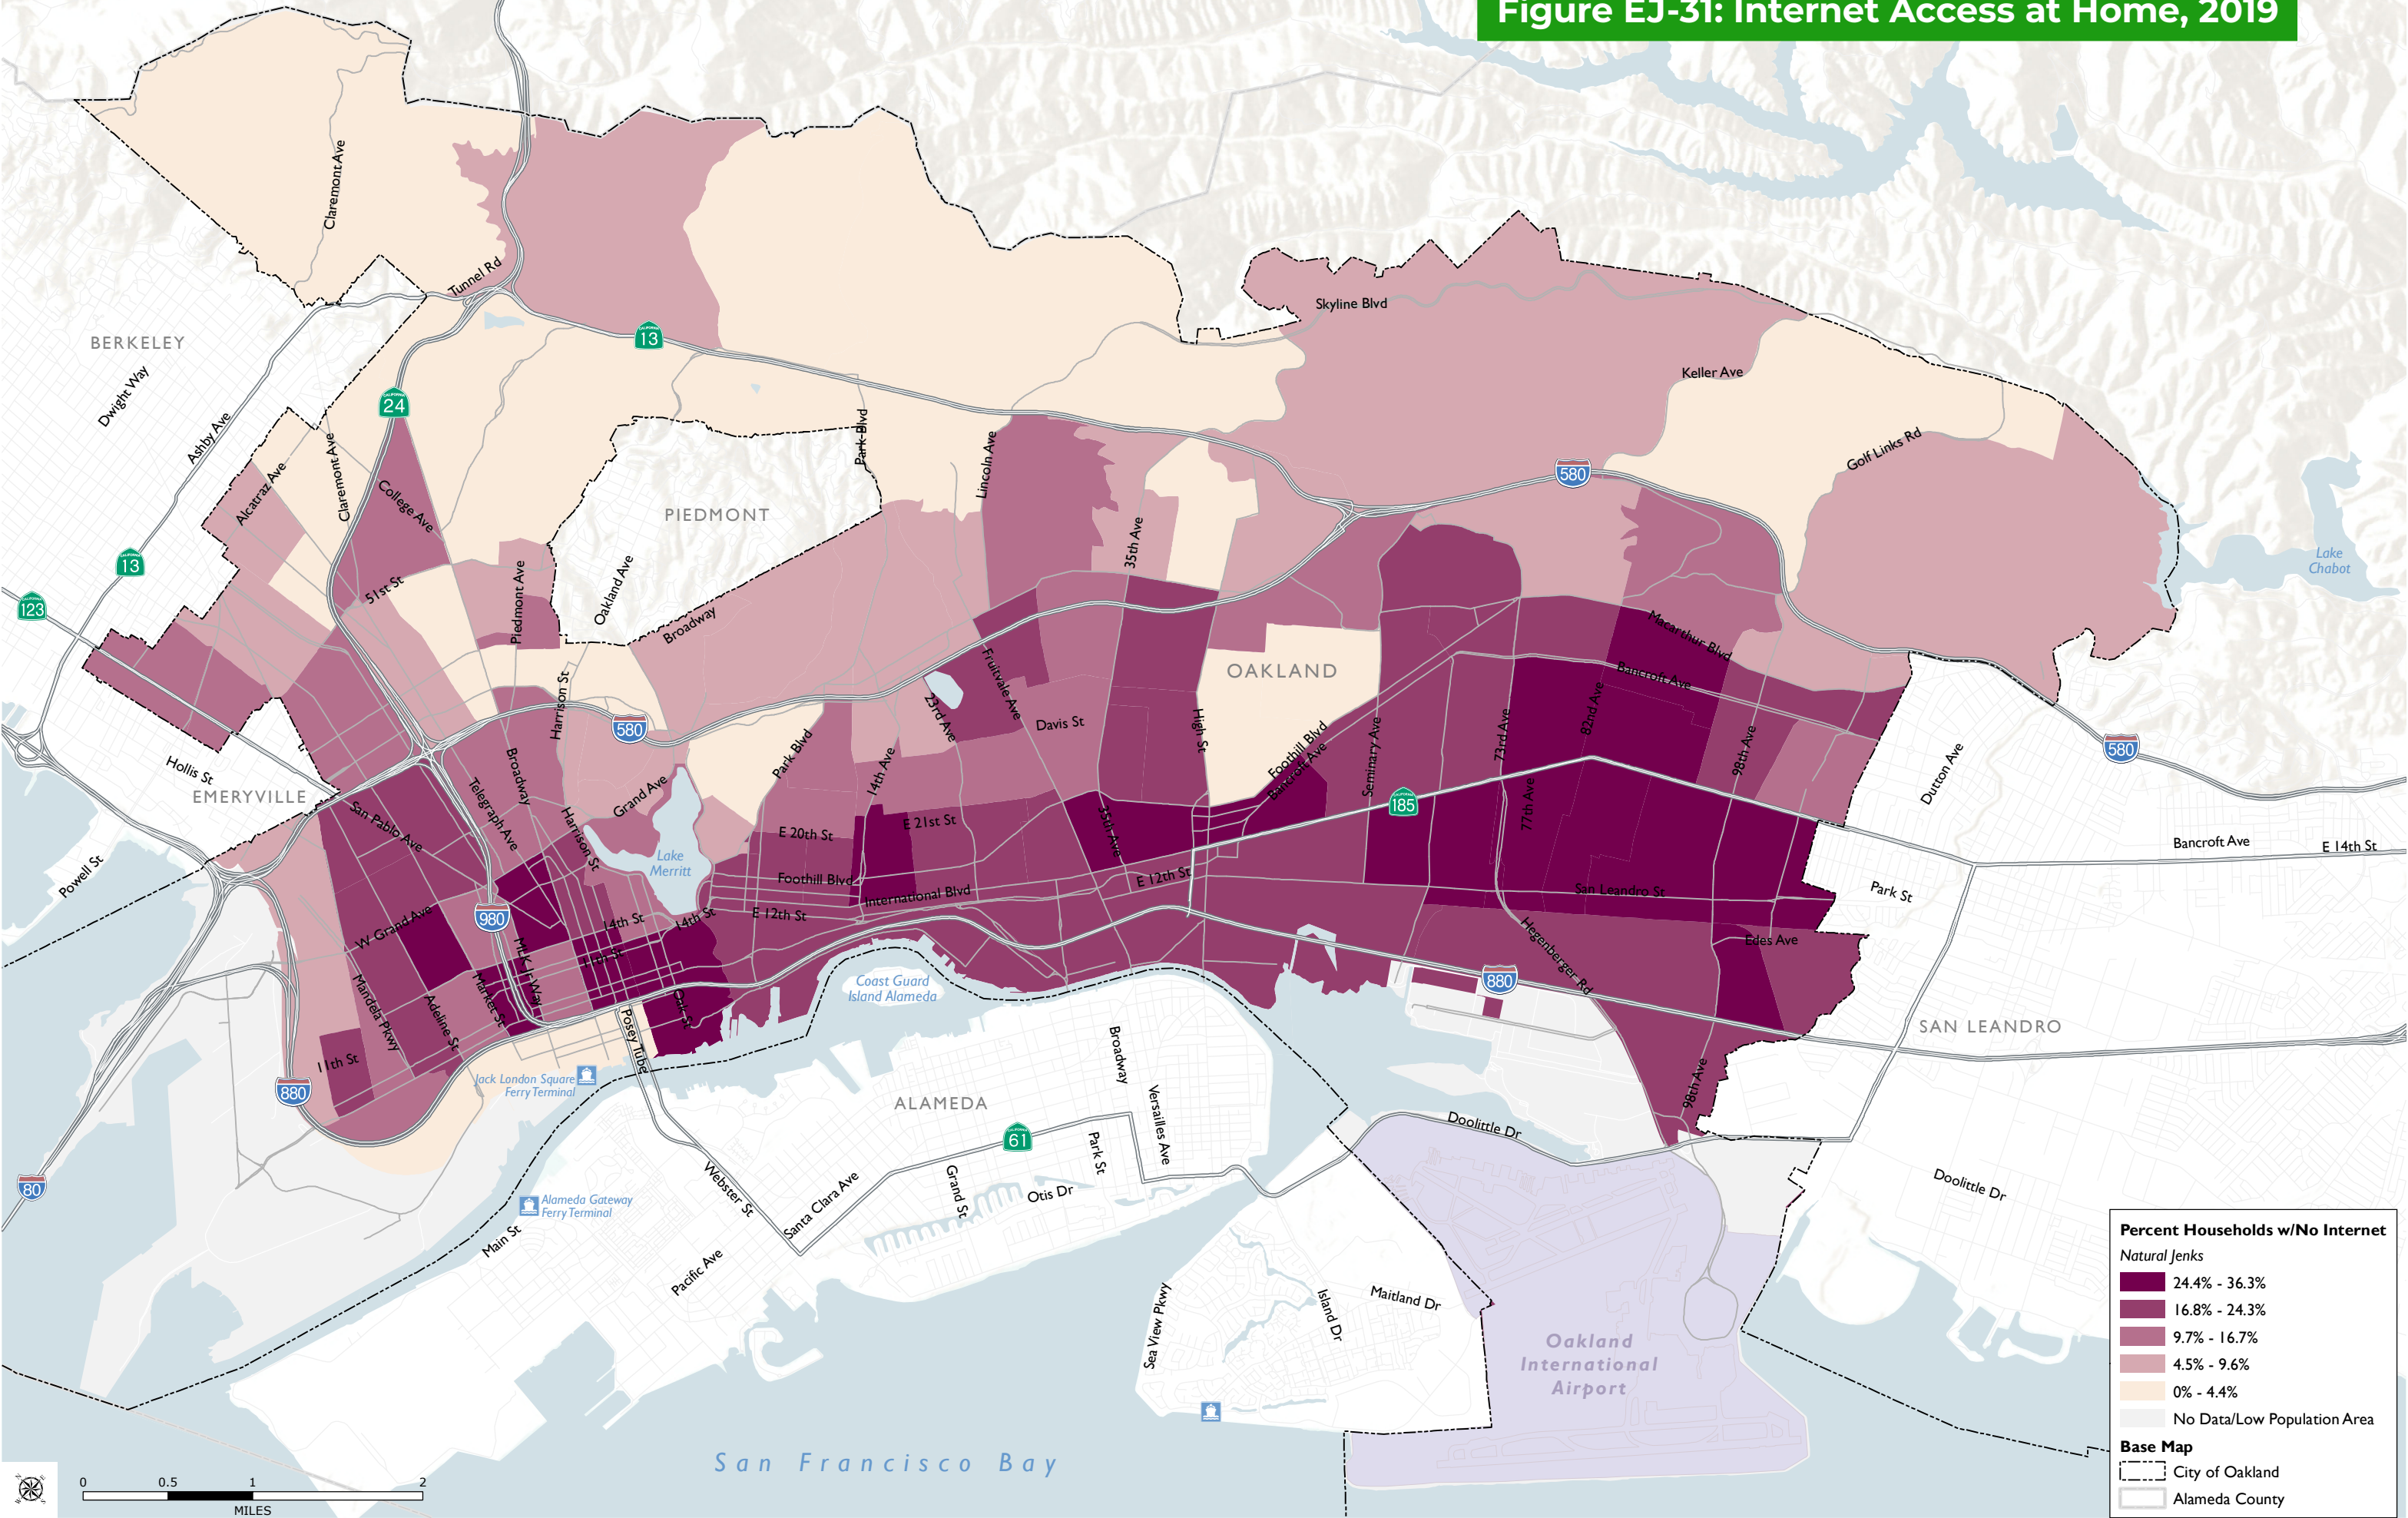 Figure EJ-31: Internet Access at Home, 2019
Claremont Ave
Tunnel Rd
CALIFORNIA
13
Skyline Blvd
BERKELEY
Dwight Way
Ashby Ave
CALIFORNIA
24
Keller Ave
Park Blvd
Alcatraz Ave
Claremont Ave
College Ave
Lincoln Ave
Golf Links Rd
580
PIEDMONT
35th Ave
CALIFORNIA
13
Lake
Chabot
CALIFORNIA
123
51st St
Piedmont Ave
Oakland Ave
Broadway
Macarthur Blvd
OAKLAND
Bancroft Ave
Fruitvale Ave
23rd Ave
Davis St
High St
Harrison St
580
Park Blvd
14th Ave
Foothill Blvd
Bancroft Ave
Seminary Ave
73rd Ave
82nd Ave
98th Ave
580
Dutton Ave
Hollis St
EMERYVILLE
Broadway
Telegraph Ave
Grand Ave
Harrison St
San Pablo Ave
CALIFORNIA
185
77th Ave
E 20th St
E 21st St
35th Ave
Bancroft Ave
E 14th St
Powell St
Lake
Merritt
Foothill Blvd
International Blvd
E 12th St
San Leandro St
Park St
980
W Grand Ave
14th St
14th St
E 12th St
11th St
MLK Jr Way
Market St
Hegenberger Rd
Edes Ave
Mandela Pkwy
Adeline St
Oak St
Posey Tube
Coast Guard
Island Alameda
880
SAN LEANDRO
11th St
880
Jack London Square
Ferry Terminal
Broadway
98th Ave
ALAMEDA
Versailles Ave
CALIFORNIA
61
Park St
Doolittle Dr
80
Webster St
Santa Clara Ave
Grand St
Otis Dr
Doolittle Dr
Alameda Gateway
Ferry Terminal
Main St
Pacific Ave
Sea View Pkwy
Island Dr
Maitland Dr
Oakland
International
Airport
San Francisco Bay
Percent Households w/No Internet
Natural Jenks
24.4% - 36.3%
16.8% - 24.3%
9.7% - 16.7%
4.5% - 9.6%
0% - 4.4%
No Data/Low Population Area
Base Map
City of Oakland
Alameda County
0 0.5 1 2
MILES